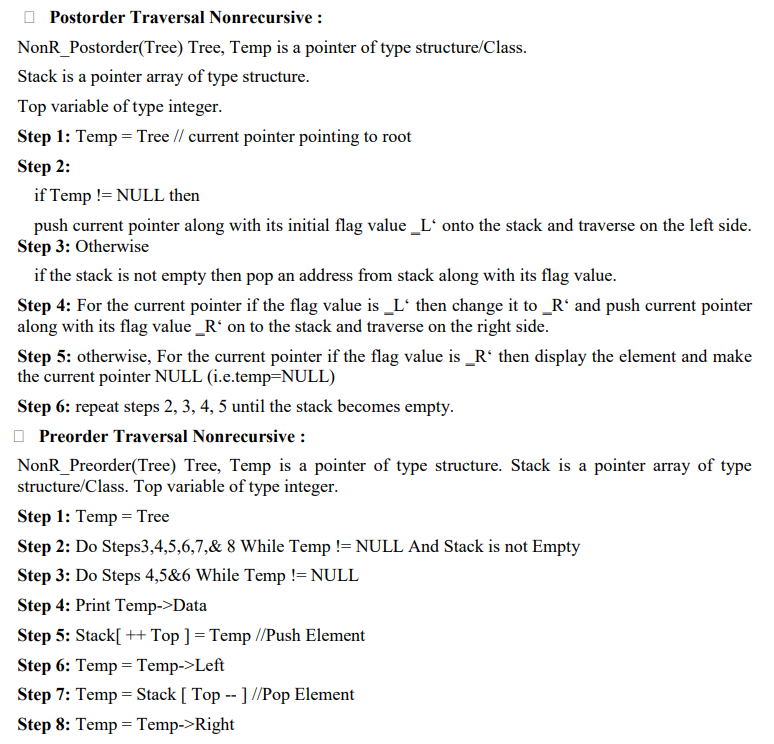 Postorder Traversal Nonrecursive :
NonR_Postorder(Tree) Tree, Temp is a pointer of type structure/Class.
Stack is a pointer array of type structure.
Top variable of type integer.
Step 1: Temp = Tree // current pointer pointing to root
Step 2:
if Temp != NULL then
push current pointer along with its initial flag value _L‘ onto the stack and traverse on the left side.
Step 3: Otherwise
if the stack is not empty then pop an address from stack along with its flag value.
Step 4: For the current pointer if the flag value is _L‘ then change it to _R‘ and push current pointer
along with its flag value _R‘ on to the stack and traverse on the right side.
Step 5: otherwise, For the current pointer if the flag value is _R‘ then display the element and make
the current pointer NULL (i.e.temp=NULL)
Step 6: repeat steps 2, 3, 4, 5 until the stack becomes empty.
Preorder Traversal Nonrecursive :
NonR_Preorder(Tree) Tree, Temp is a pointer of type structure. Stack is a pointer array of type
structure/Class. Top variable of type integer.
Step 1: Temp = Tree
Step 2: Do Steps3,4,5,6,7,& 8 While Temp != NULL And Stack is not Empty
Step 3: Do Steps 4,5&6 While Temp != NULL
Step 4: Print Temp->Data
Step 5: Stack[ ++ Top ] = Temp //Push Element
Step 6: Temp = Temp->Left
Step 7: Temp = Stack [ Top -- ] //Pop Element
Step 8: Temp = Temp->Right